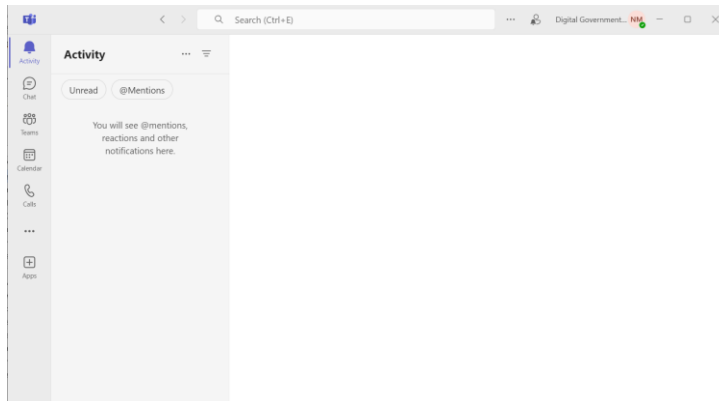 Search (Ctrl+E)
Digital Government...
NM
Activity
Chat
Teams
Calendar
Calls
Apps
Activity
Unread
@Mentions
You will see @mentions,
reactions and other
notifications here.